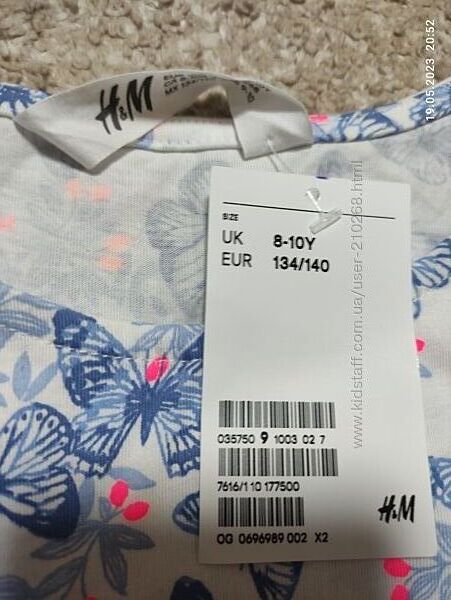 19.05.2023 20:52
H&M
SIZE
UK 8-10Y
EUR 134/140
035750 9 1003 02 7
7616/110 177500
H&M
OG 0696989 002 X2
www.kidstaff.com.ua/user-210268.html